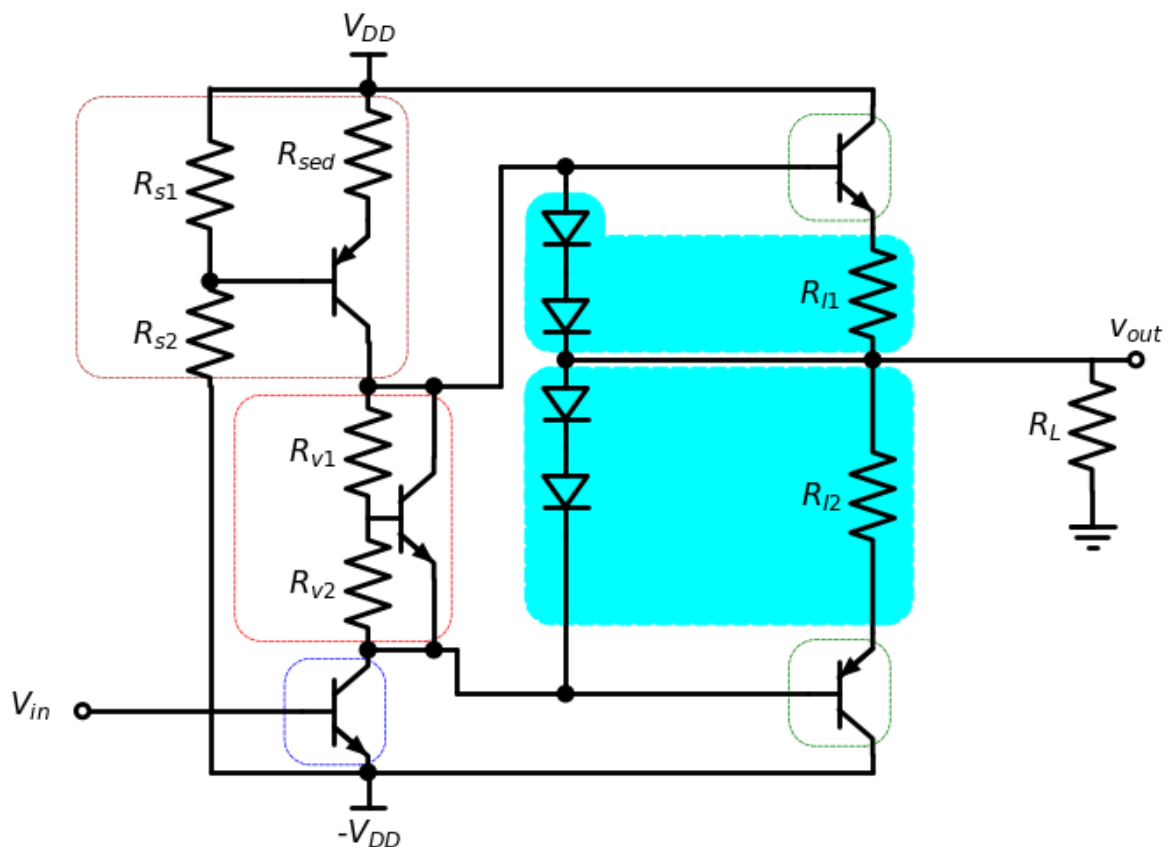 V_DD
R_s1
R_sed
R_s2
R_l1
v_out
R_v1
R_L
R_l2
R_v2
V_in
-V_DD